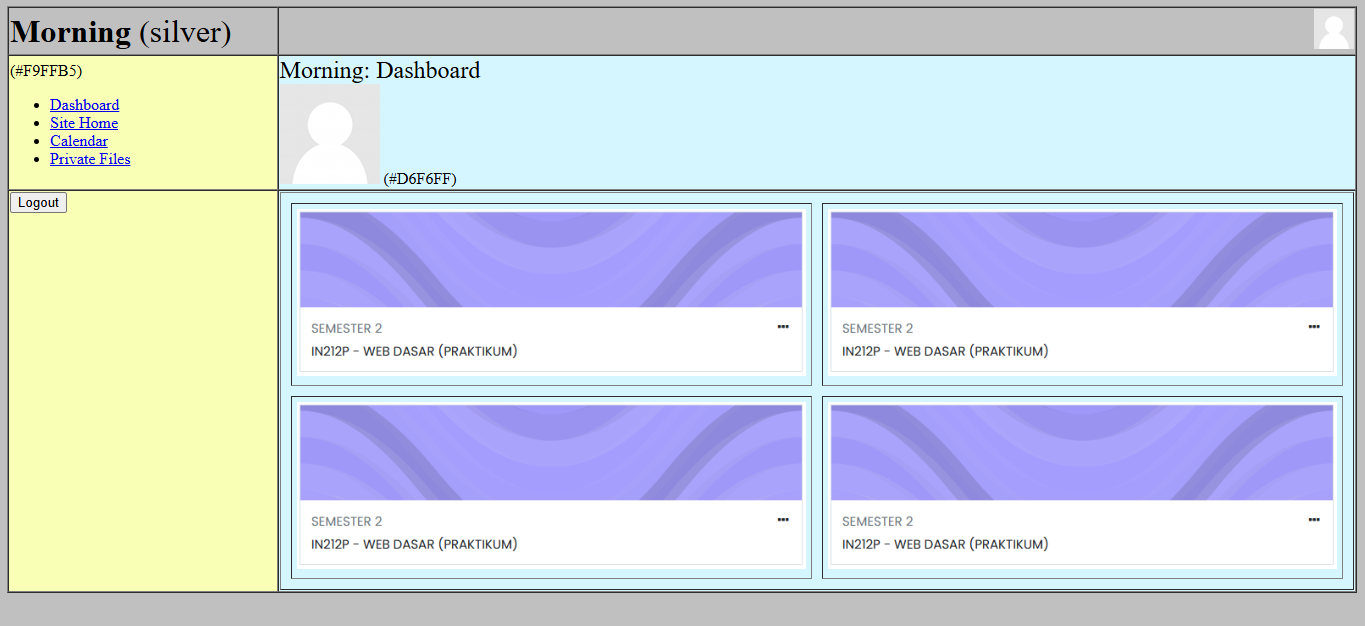 Morning (silver)
(#F9FFB5)
Dashboard
Site Home
Calendar
Private Files
Morning: Dashboard
(#D6F6FF)
Logout
SEMESTER 2
IN212P - WEB DASAR (PRAKTIKUM)
SEMESTER 2
IN212P - WEB DASAR (PRAKTIKUM)
SEMESTER 2
IN212P - WEB DASAR (PRAKTIKUM)
SEMESTER 2
IN212P - WEB DASAR (PRAKTIKUM)